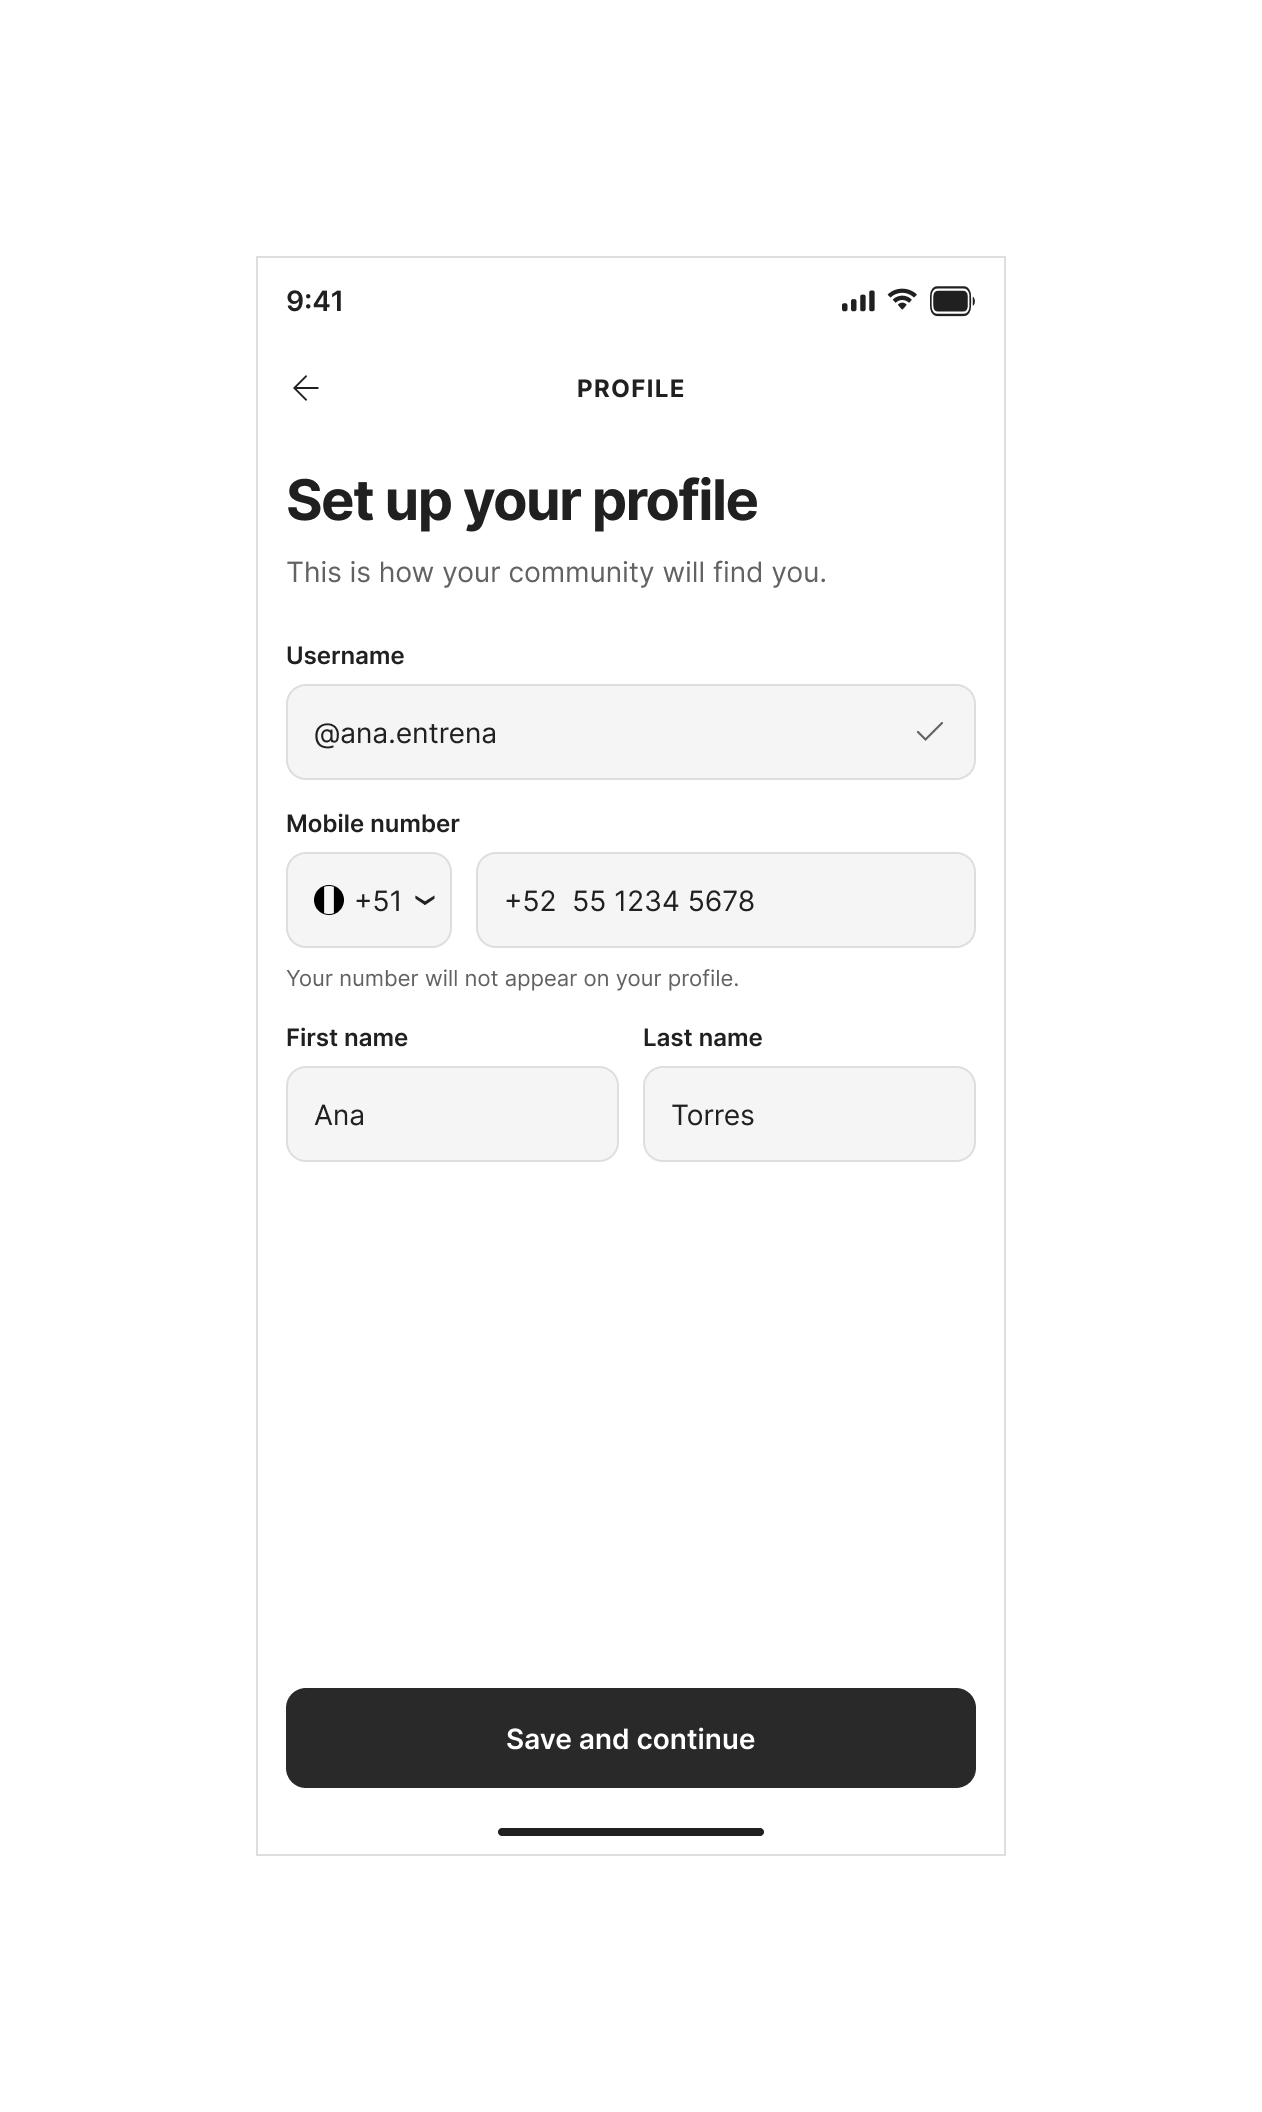 9:41
PROFILE
Set up your profile
This is how your community will find you.
Username
@ana.entrena
Mobile number
+51 +52 55 1234 5678
Your number will not appear on your profile.
First name Last name
Ana Torres
Save and continue